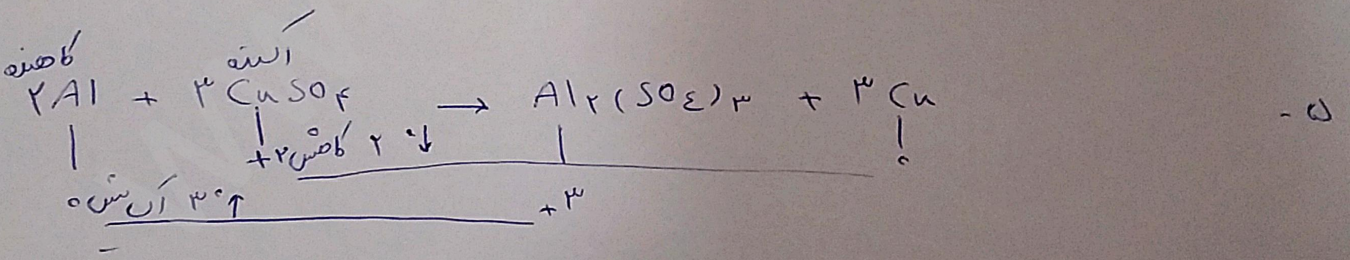 کاهنده اکسنده
۵- ۲Al + ۳CuSO۴ → Al۲(SO٤)۳ + ۳Cu
+۲ کاهش ۲° ↓ ۰
۰ اکسایش ۳° ↑ +۳